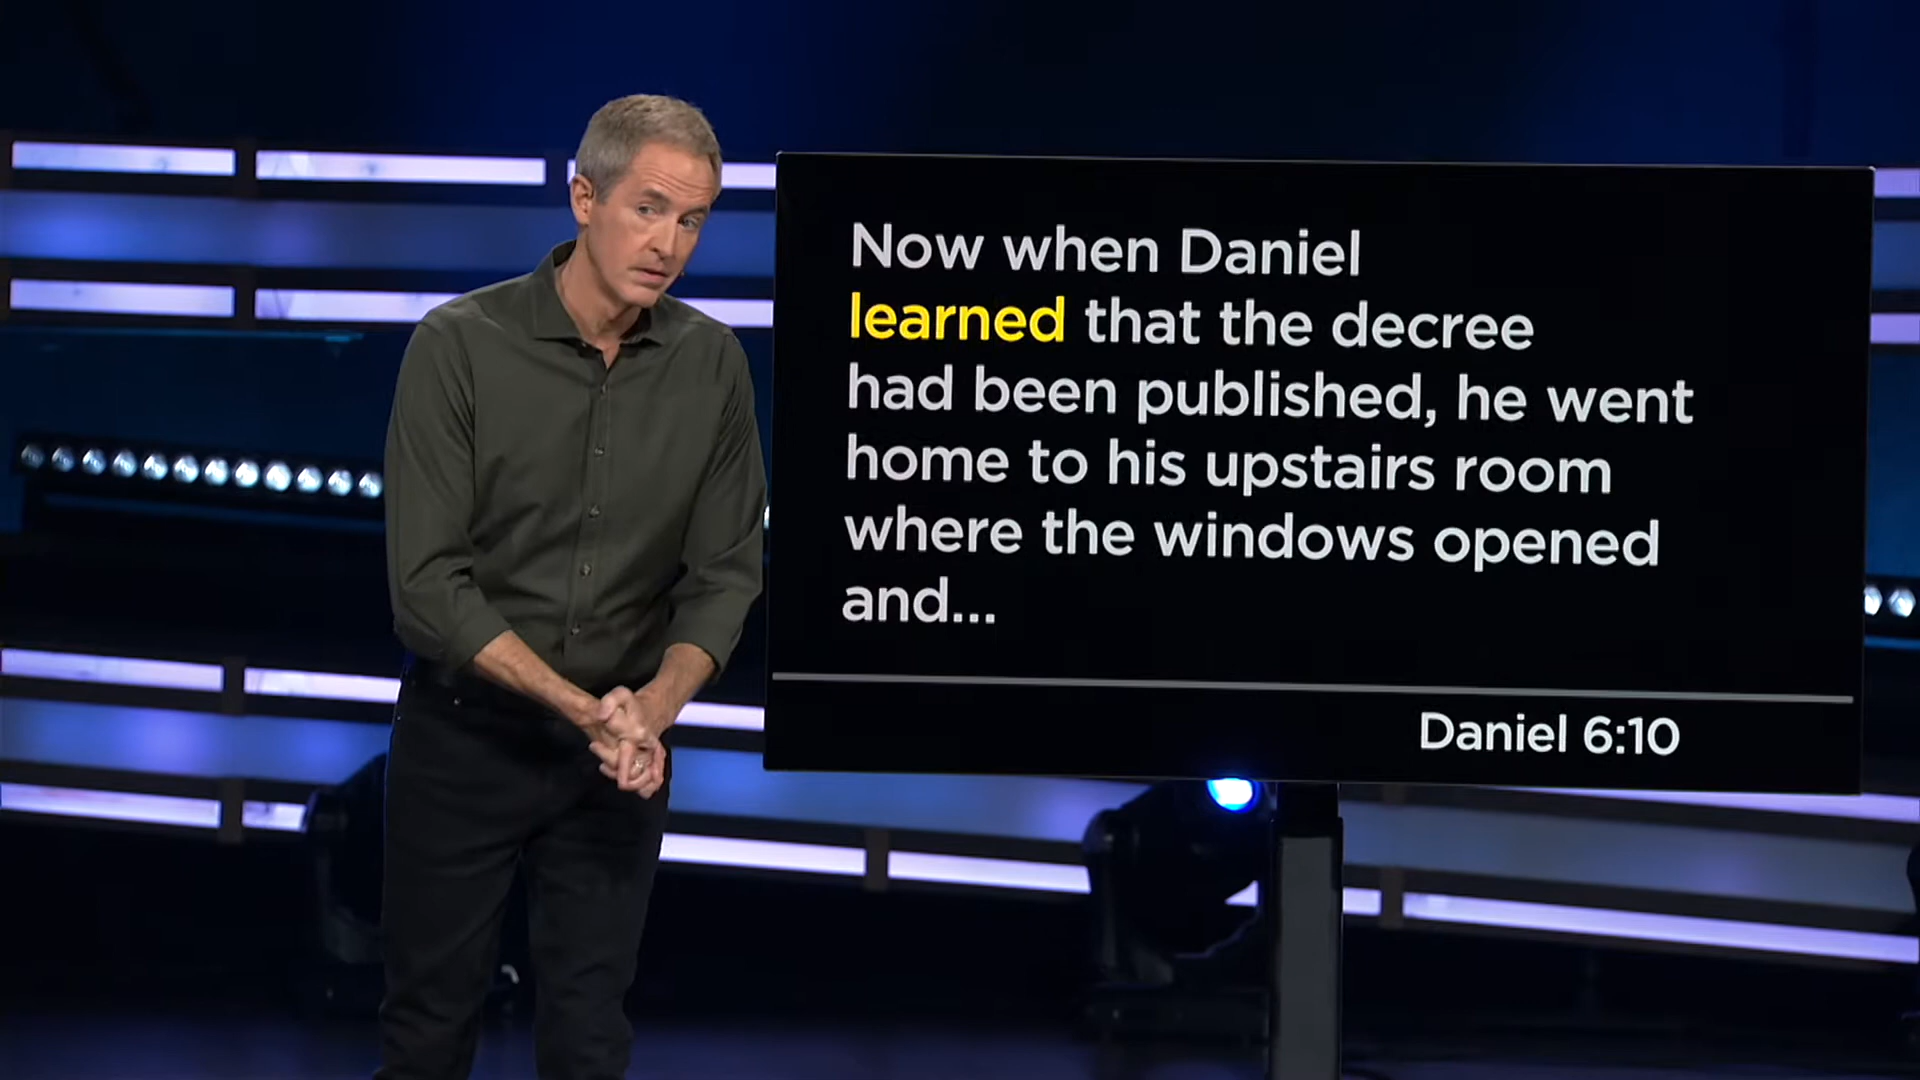 Now when Daniel
learned that the decree
had been published, he went
home to his upstairs room
where the windows opened
and...
Daniel 6:10